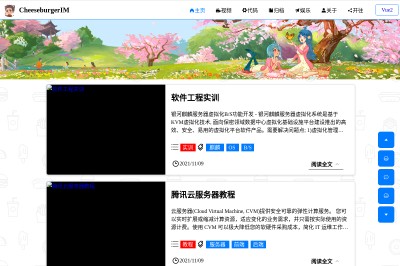 CheeseburgerIM
主页 视频 代码 归档 娱乐 关于 开往 Vue2
软件工程实训
银河麒麟服务器虚拟化B/S功能开发 - 银河麒麟服务器虚拟化系统是基于
KVM虚拟化技术, 面向保密领域数据中心虚拟化基础设施平台建设推出的高
效、安全、易用的虚拟化平台软件产品。需要解决问题点: 1)虚拟化管理…
实训 麒麟 OS B/S
2021/11/09 阅读全文
腾讯云服务器教程
云服务器(Cloud Virtual Machine, CVM)提供安全可靠的弹性计算服务。 您可
以实时扩展或缩减计算资源, 适应变化的业务需求, 并只需按实际使用的资
源计费。使用 CVM 可以极大降低您的软硬件采购成本, 简化 IT 运维工作…
教程 服务器 前端 后端
2021/11/09 阅读全文